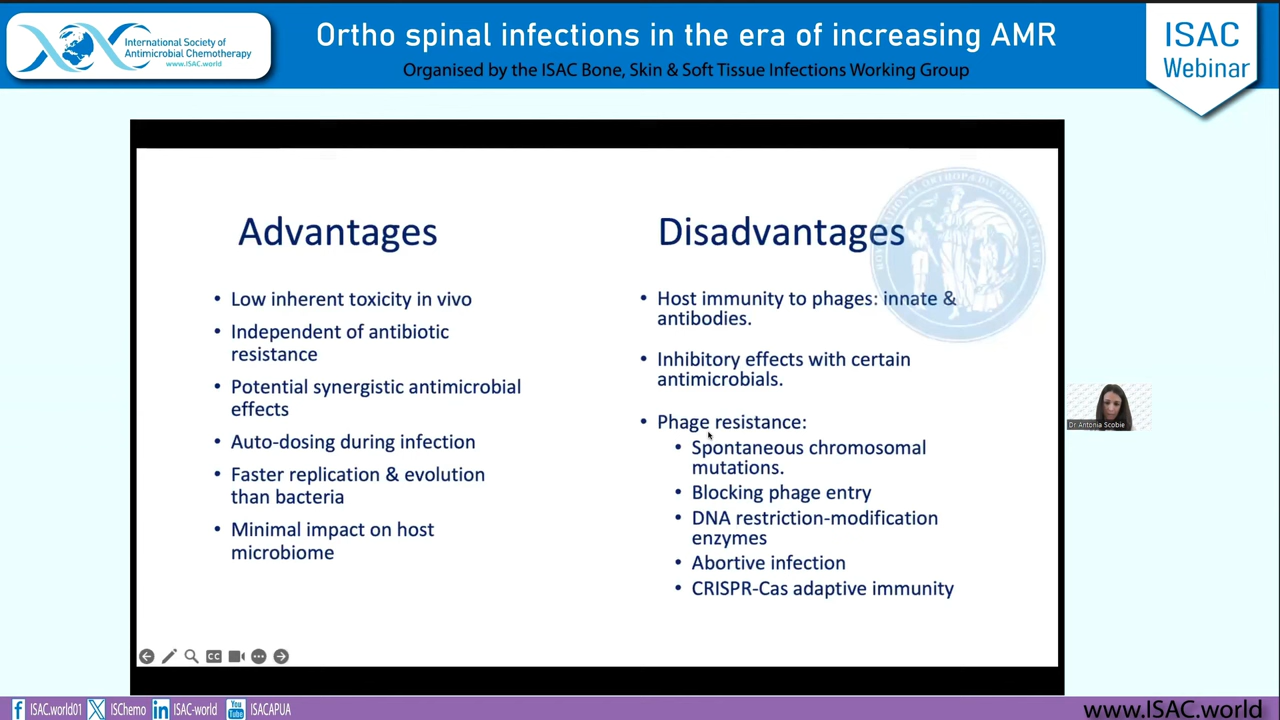 International Society of
Antimicrobial Chemotherapy
www.ISAC.world
Ortho spinal infections in the era of increasing AMR
Organised by the ISAC Bone, Skin & Soft Tissue Infections Working Group
ISAC
Webinar
Advantages
• Low inherent toxicity in vivo
• Independent of antibiotic
resistance
• Potential synergistic antimicrobial
effects
• Auto-dosing during infection
• Faster replication & evolution
than bacteria
• Minimal impact on host
microbiome
Disadvantages
• Host immunity to phages: innate &
antibodies.
• Inhibitory effects with certain
antimicrobials.
• Phage resistance:
• Spontaneous chromosomal
mutations.
• Blocking phage entry
• DNA restriction-modification
enzymes
• Abortive infection
• CRISPR-Cas adaptive immunity
Dr Antonia Scobie
CC
f ISAC.world01
X ISChemo
in ISAC-world
You Tube ISACAPUA
www.ISAC.world